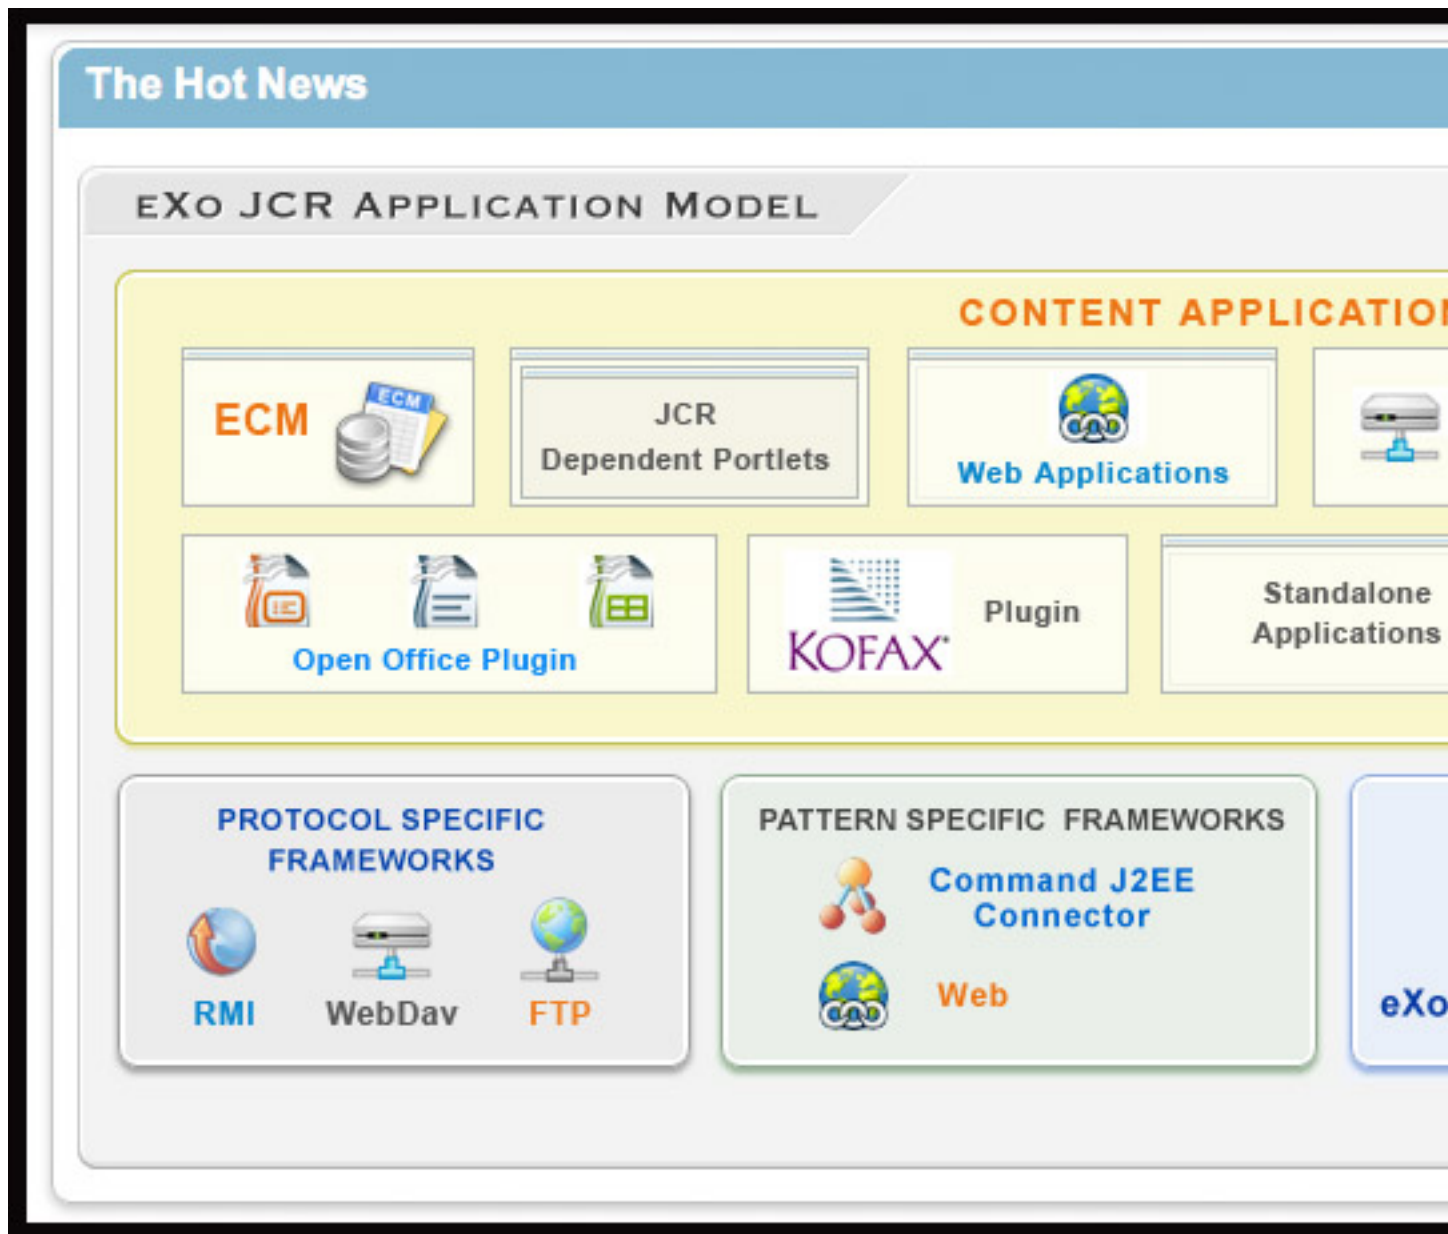 The Hot News
eXo JCR Application Model
CONTENT APPLICATION
ECM
ECM
JCR
Dependent Portlets
Web Applications
Open Office Plugin
KOFAX
Plugin
Standalone
Applications
PROTOCOL SPECIFIC
FRAMEWORKS
RMI
WebDav
FTP
PATTERN SPECIFIC FRAMEWORKS
Command J2EE
Connector
Web
eXo